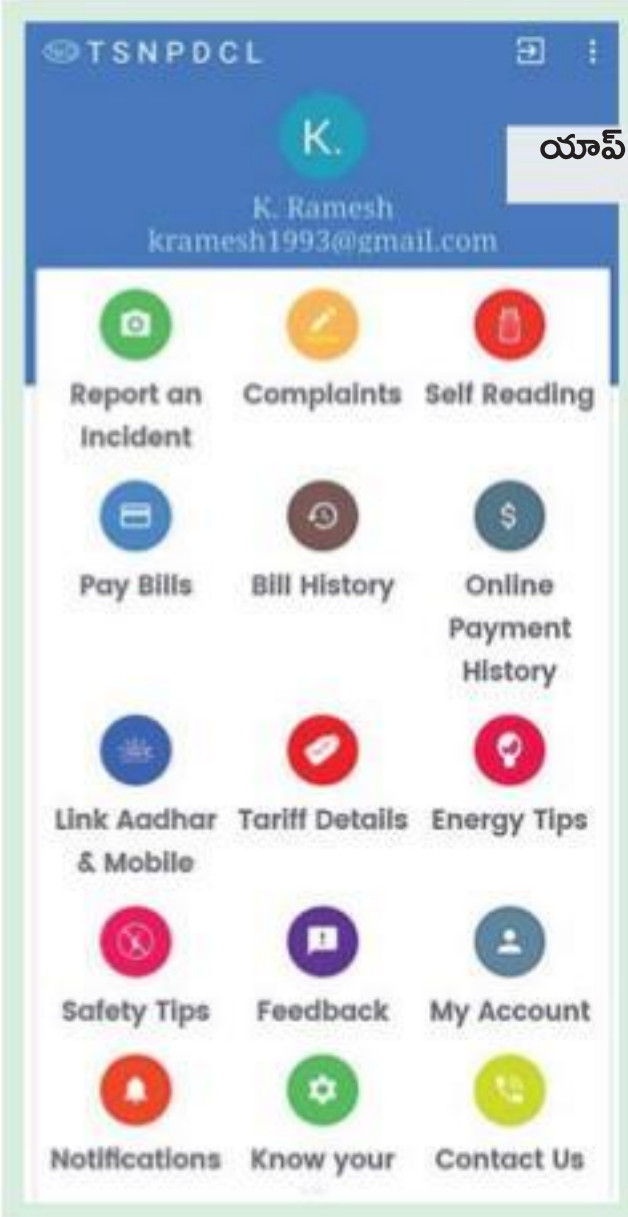 TSNPDCL
K.
యాప్
K. Ramesh
kramesh1993@gmail.com
Report an
Incident
Complaints
Self Reading
Pay Bills
Bill History
Online
Payment
History
Link Aadhar
& Mobile
Tariff Details
Energy Tips
Safety Tips
Feedback
My Account
Notifications
Know your
Contact Us